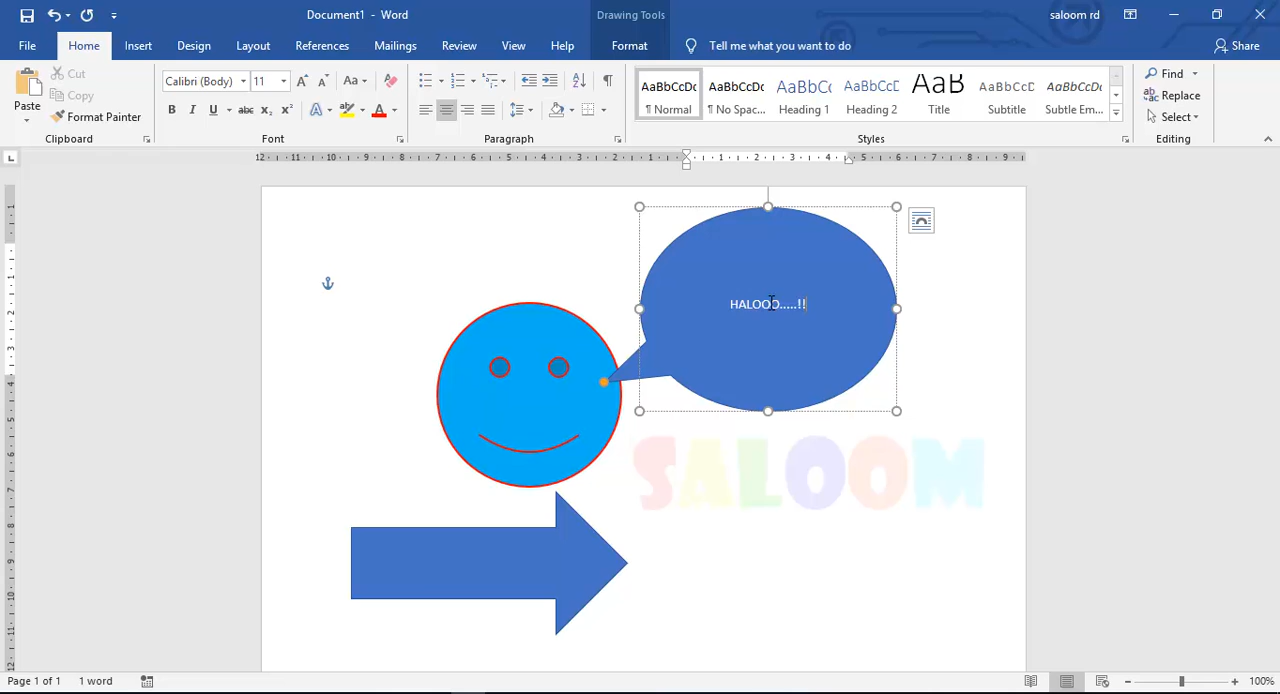 Document1 - Word
Drawing Tools
saloom rd
File
Home
Insert
Design
Layout
References
Mailings
Review
View
Help
Format
Tell me what you want to do
Share
Paste
Cut
Copy
Format Painter
Clipboard
Calibri (Body)
11
Font
Paragraph
AaBbCcDc
¶ Normal
AaBbCcDc
¶ No Spac...
AaBbCc
Heading 1
AaBbCcD
Heading 2
AaB
Title
AaBbCcD
Subtitle
AaBbCcDc
Subtle Em...
Styles
Find
Replace
Select
Editing
HALOOO.....!!
SALOOM
Page 1 of 1
1 word
100%